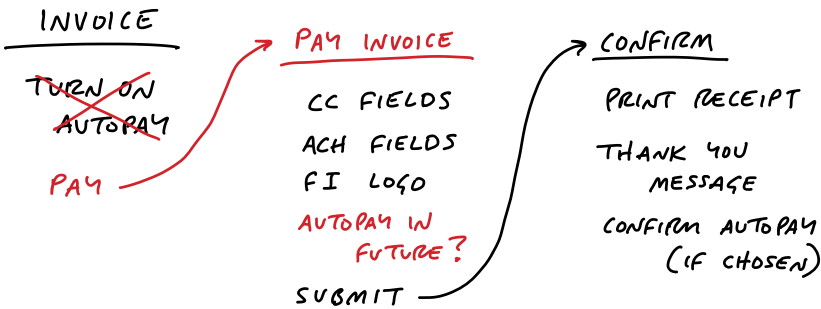 INVOICE
TURN ON
AUTOPAY
PAY
PAY INVOICE
CC FIELDS
ACH FIELDS
FI LOGO
AUTOPAY IN
FUTURE?
SUBMIT
CONFIRM
PRINT RECEIPT
THANK YOU
MESSAGE
CONFIRM AUTOPAY
(IF CHOSEN)